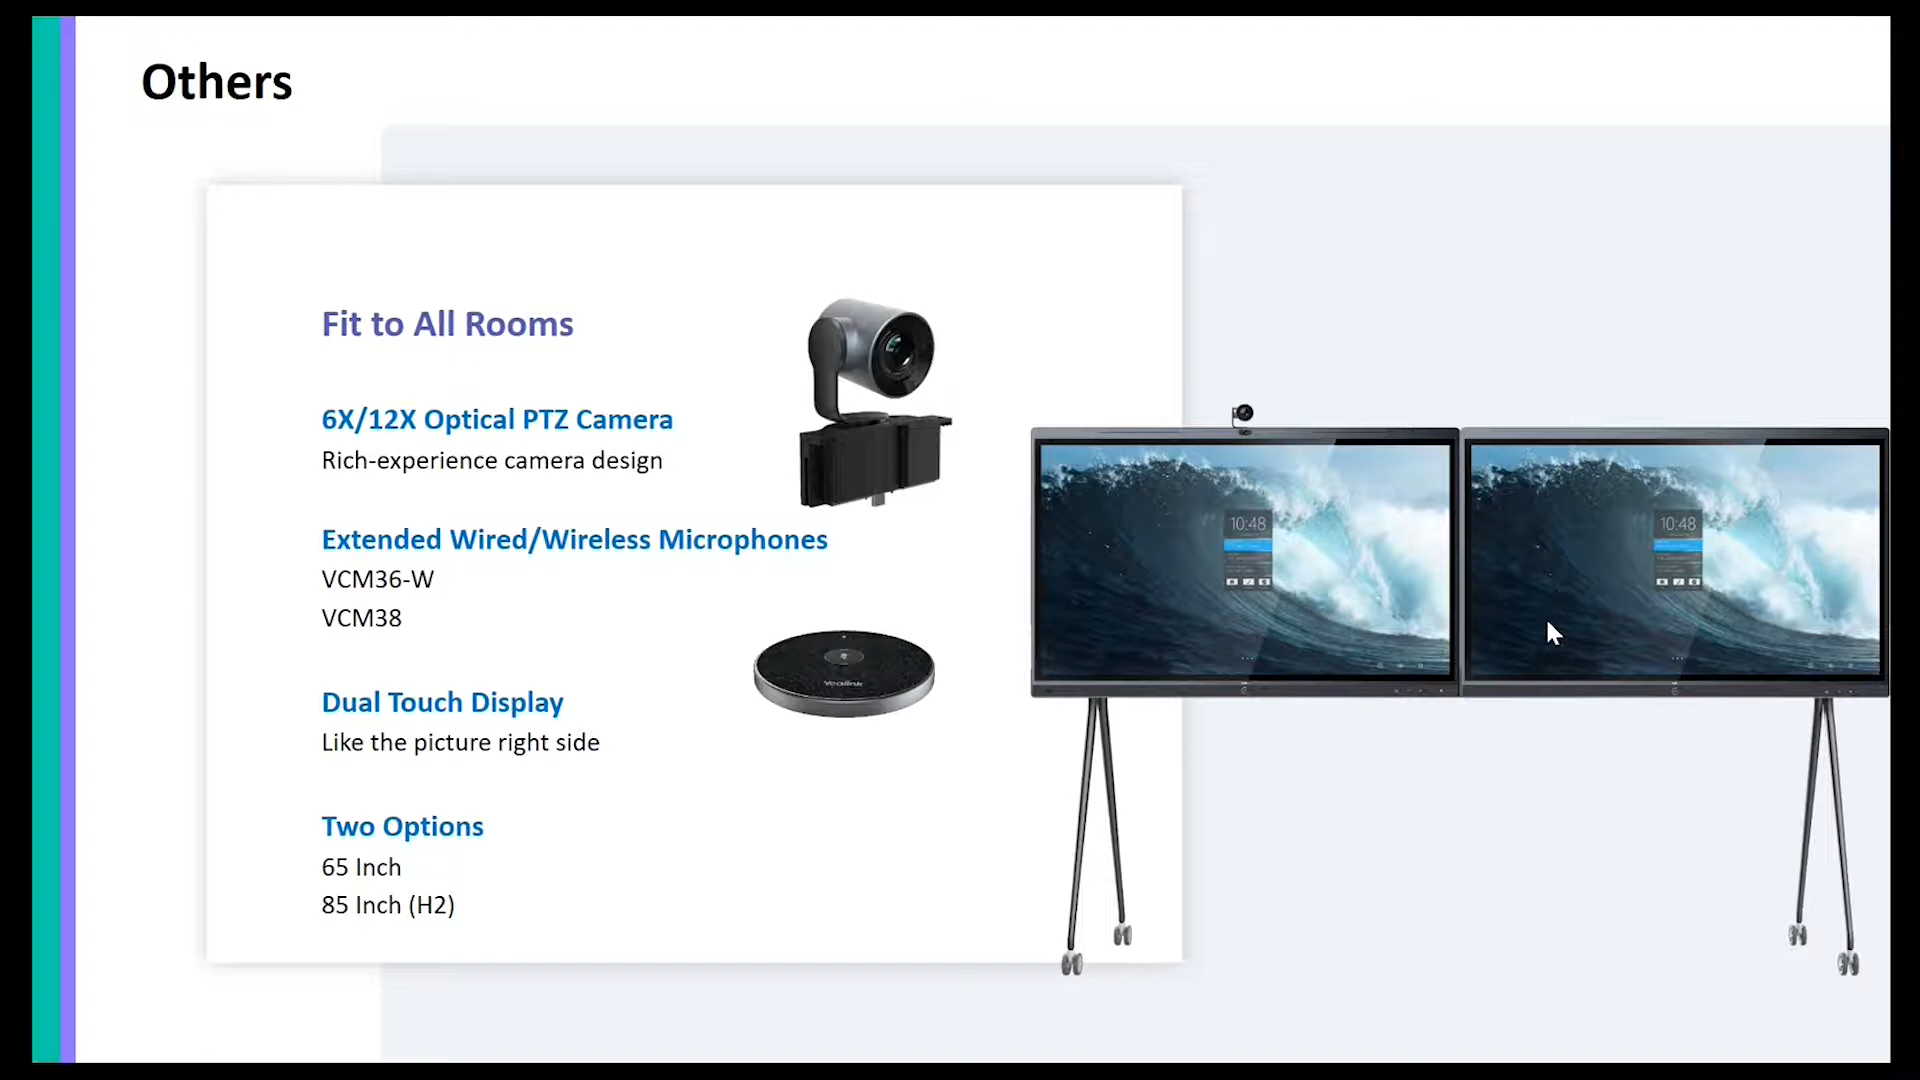 Others
Fit to All Rooms
6X/12X Optical PTZ Camera
Rich-experience camera design
Extended Wired/Wireless Microphones
VCM36-W
VCM38
Yealink
Dual Touch Display
Like the picture right side
Two Options
65 Inch
85 Inch (H2)
10:48
10:48